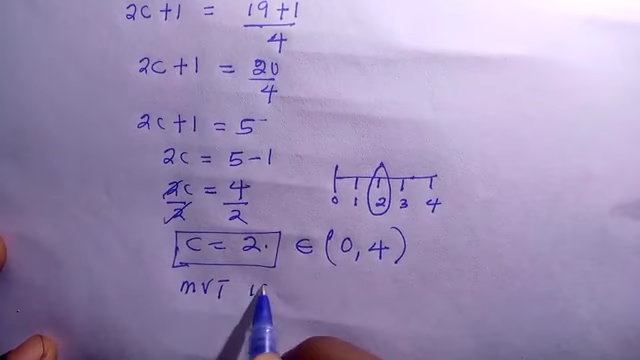 2c + 1 = 19 + 1 / 4
2c + 1 = 20 / 4
2c + 1 = 5
2c = 5 - 1
2c / 2 = 4 / 2
0 1 2 3 4
c = 2. ∈ (0, 4)
MVT